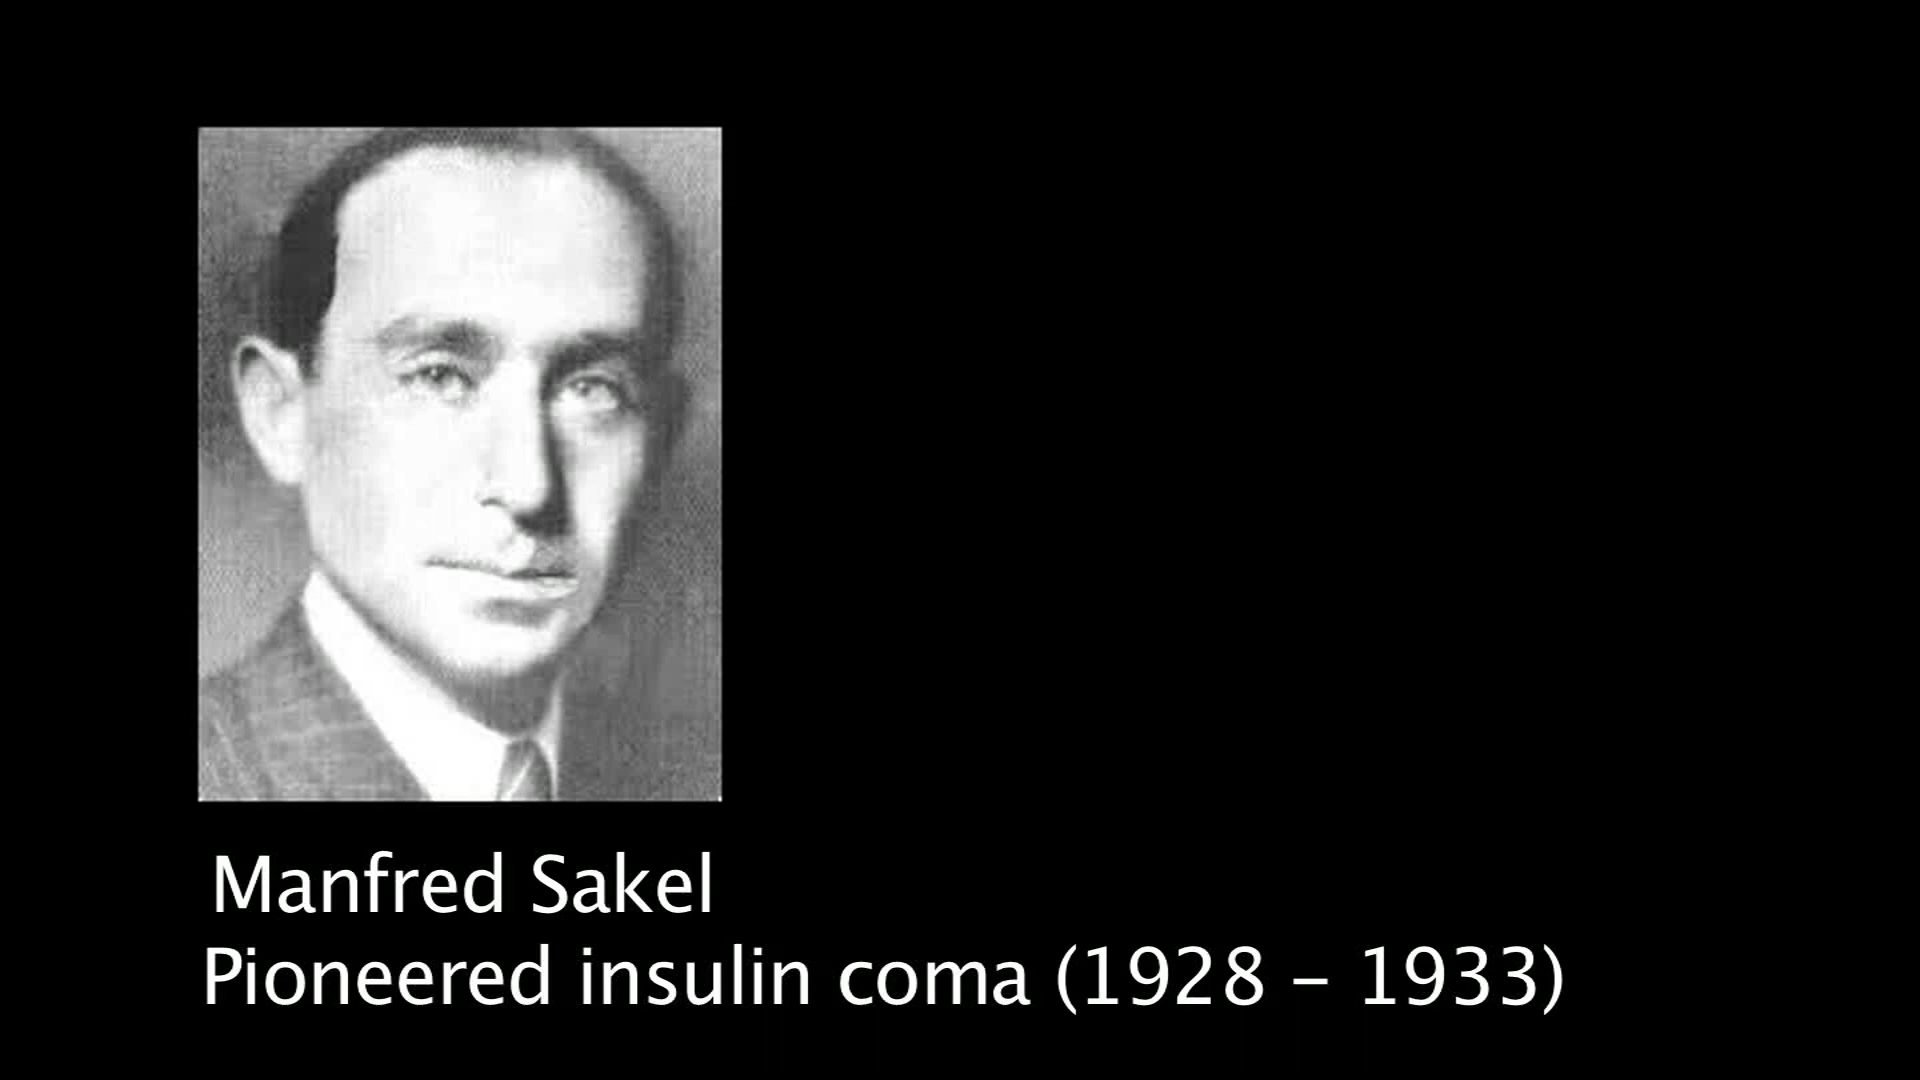 Manfred Sakel
Pioneered insulin coma (1928 – 1933)